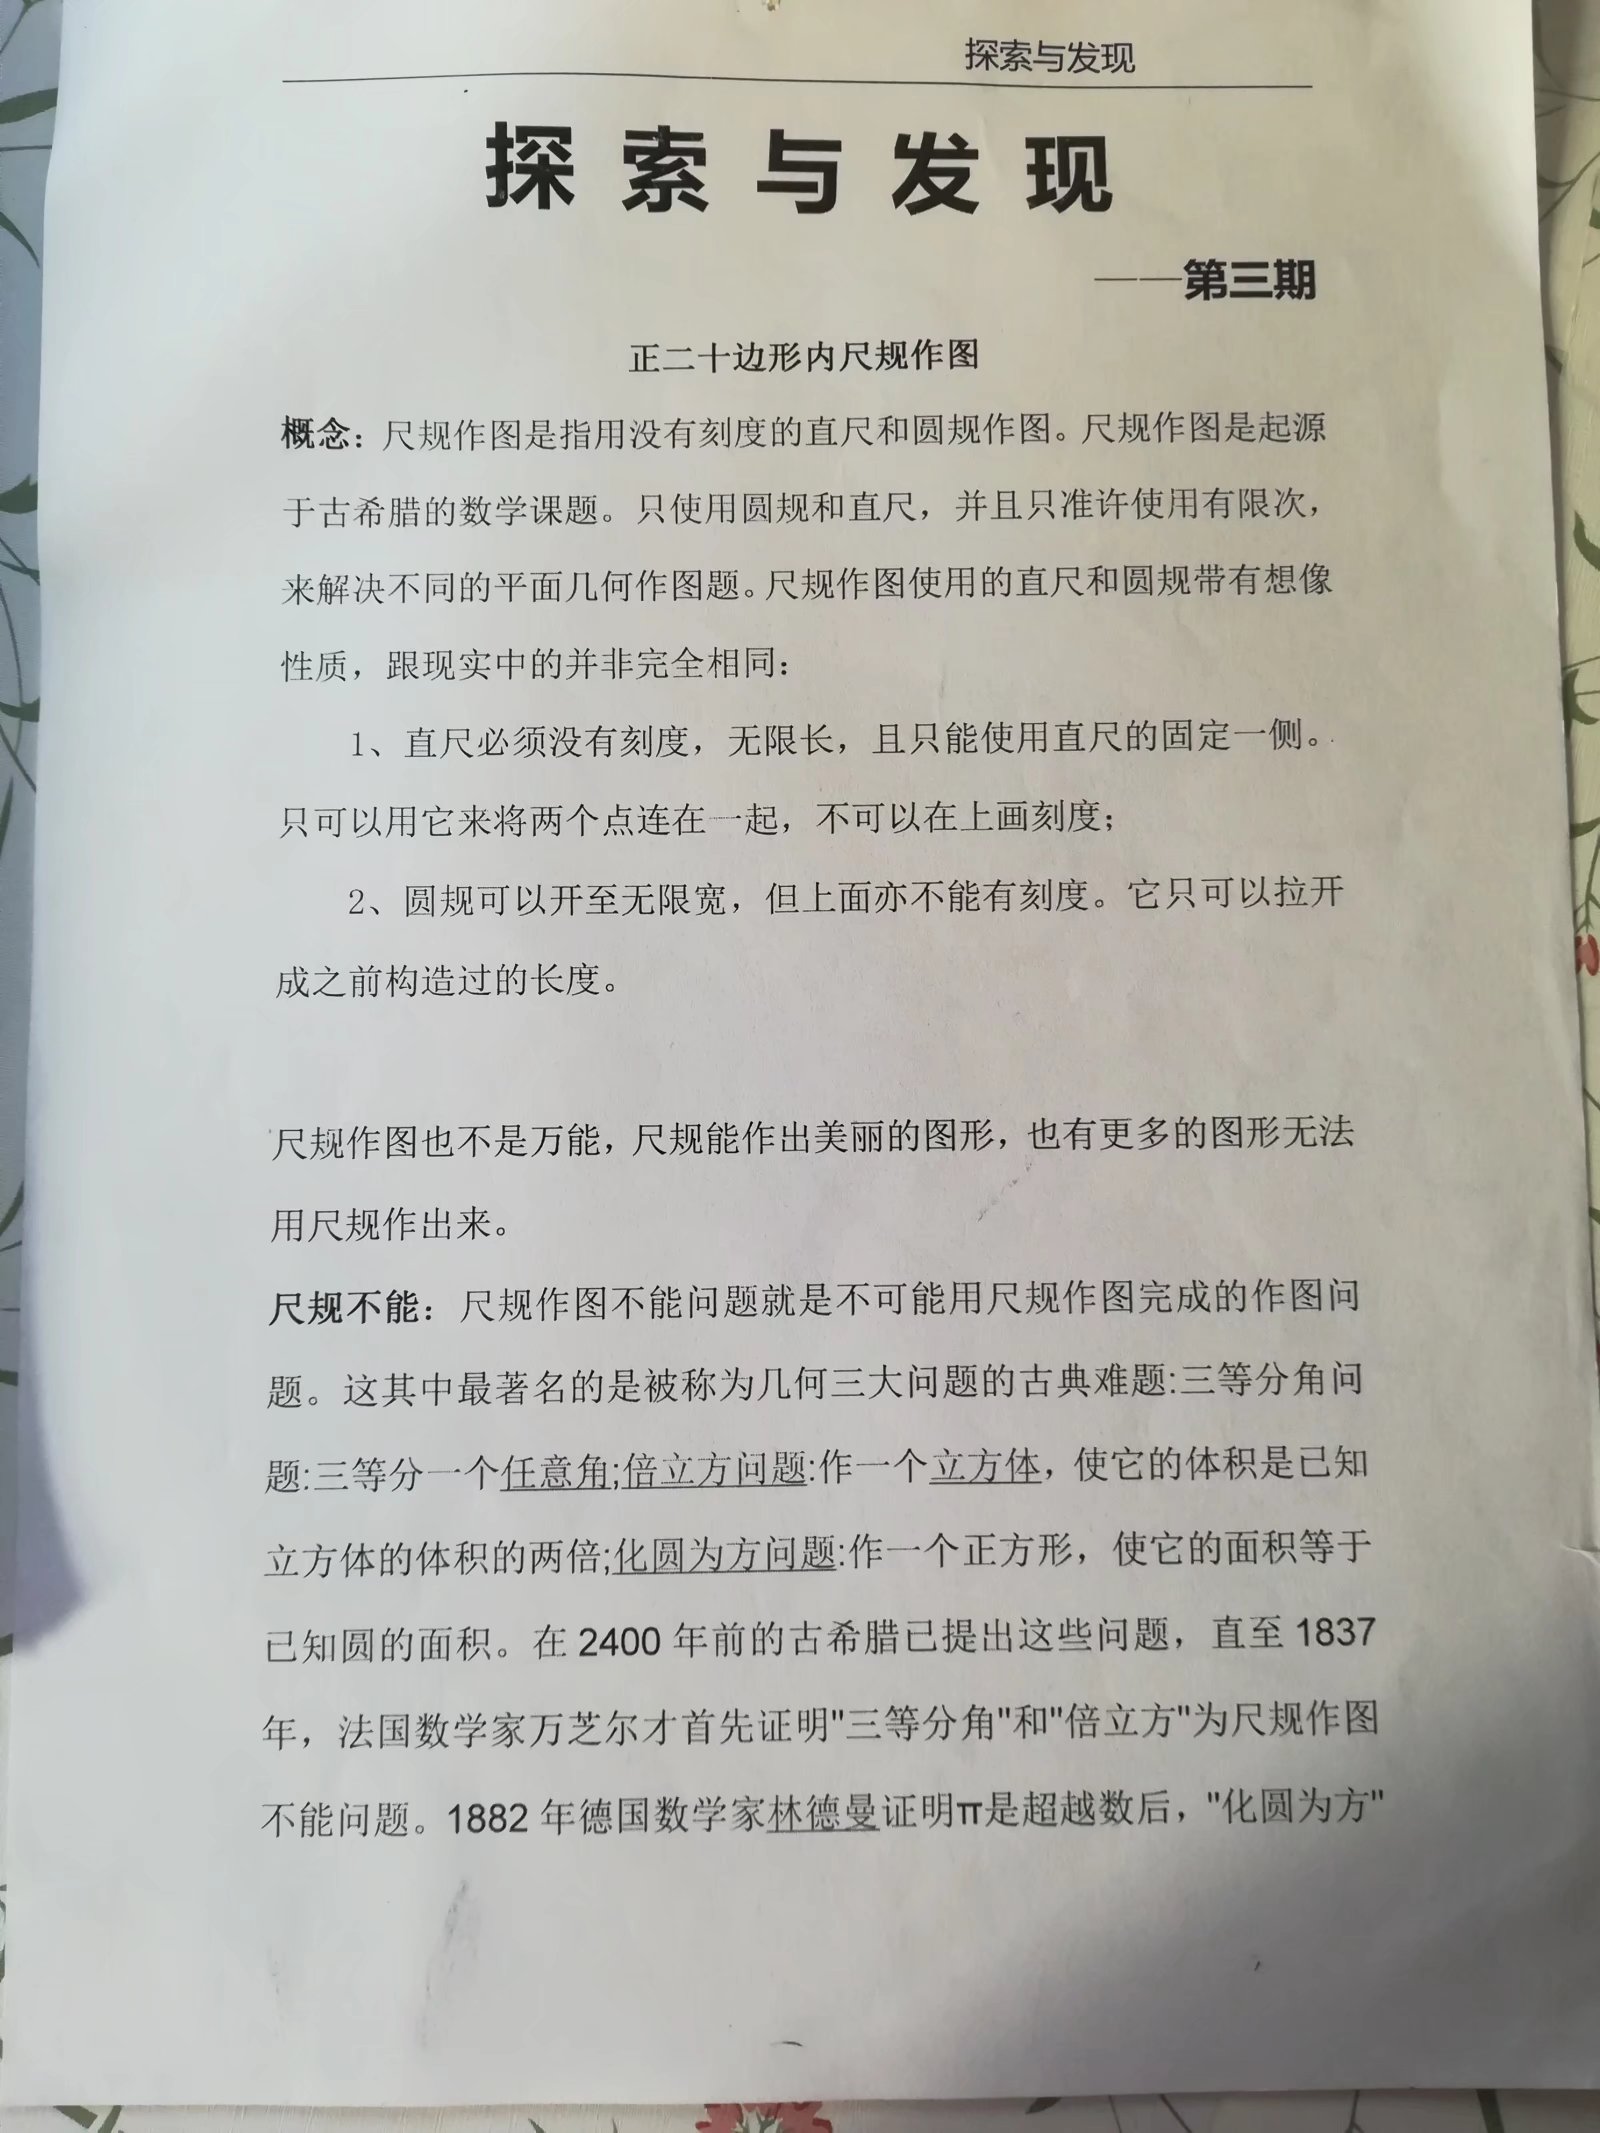 探索与发现
探索与发现
——第三期
正二十边形内尺规作图
概念：尺规作图是指用没有刻度的直尺和圆规作图。尺规作图是起源
于古希腊的数学课题。只使用圆规和直尺，并且只准许使用有限次，
来解决不同的平面几何作图题。尺规作图使用的直尺和圆规带有想像
性质，跟现实中的并非完全相同：
1、直尺必须没有刻度，无限长，且只能使用直尺的固定一侧。
只可以用它来将两个点连在一起，不可以在上画刻度；
2、圆规可以开至无限宽，但上面亦不能有刻度。它只可以拉开
成之前构造过的长度。
尺规作图也不是万能，尺规能作出美丽的图形，也有更多的图形无法
用尺规作出来。
尺规不能：尺规作图不能问题就是不可能用尺规作图完成的作图问
题。这其中最著名的是被称为几何三大问题的古典难题:三等分角问
题:三等分一个任意角;倍立方问题:作一个立方体，使它的体积是已知
立方体的体积的两倍;化圆为方问题:作一个正方形，使它的面积等于
已知圆的面积。在 2400 年前的古希腊已提出这些问题，直至 1837
年，法国数学家万芝尔才首先证明"三等分角"和"倍立方"为尺规作图
不能问题。1882 年德国数学家林德曼证明π是超越数后，"化圆为方"